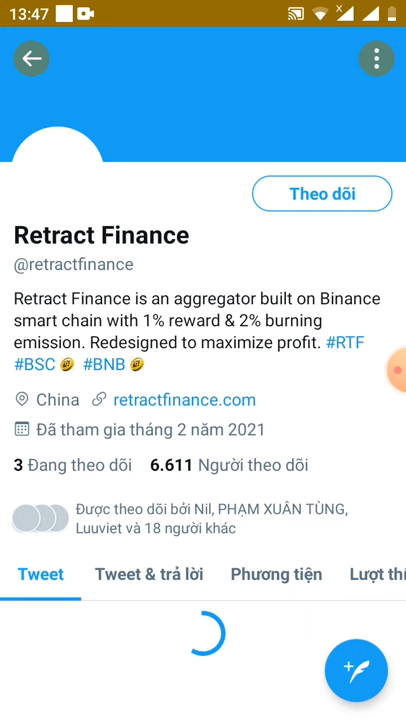 13:47
Theo dõi
Retract Finance
@retractfinance
Retract Finance is an aggregator built on Binance
smart chain with 1% reward & 2% burning
emission. Redesigned to maximize profit. #RTF
#BSC #BNB
China retractfinance.com
Đã tham gia tháng 2 năm 2021
3 Đang theo dõi 6.611 Người theo dõi
Được theo dõi bởi Nil, PHẠM XUÂN TÙNG,
Luuviet và 18 người khác
Tweet Tweet & trả lời Phương tiện Lượt thí